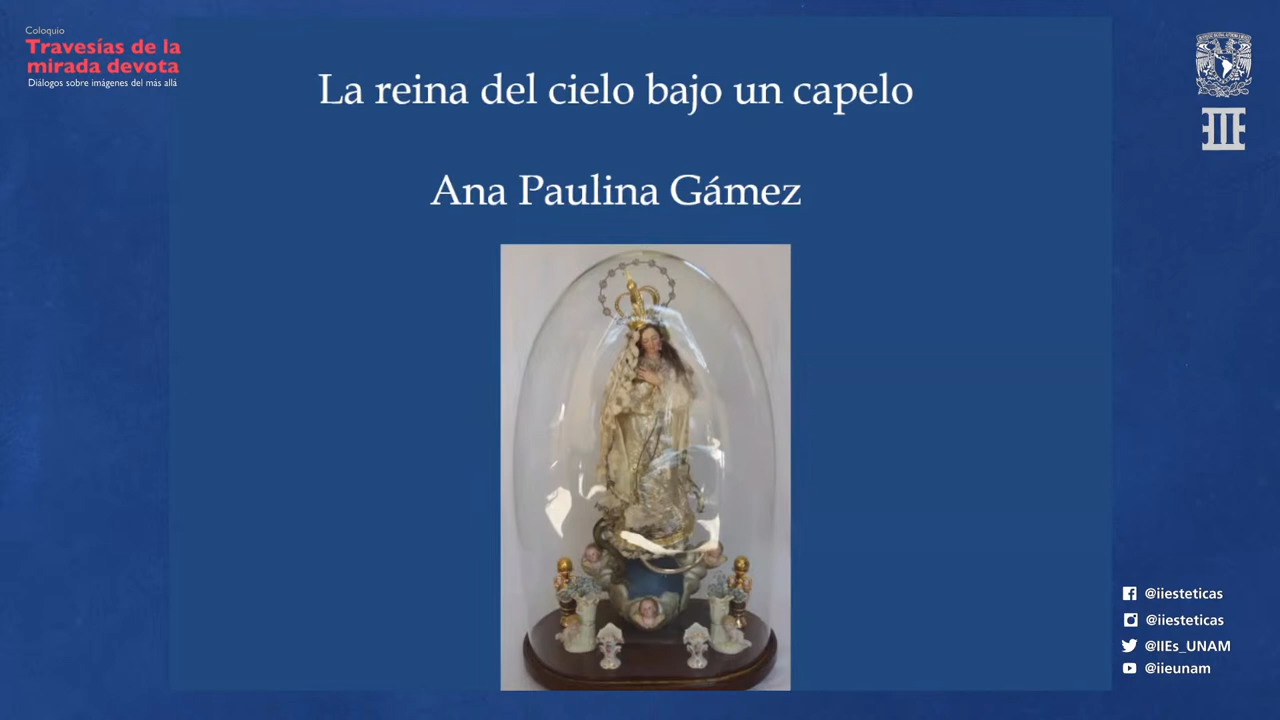 Coloquio
Travesías de la
mirada devota
Diálogos sobre imágenes del más allá
La reina del cielo bajo un capelo
Ana Paulina Gámez
@iiesteticas
@iiesteticas
@IIEs_UNAM
@iieunam